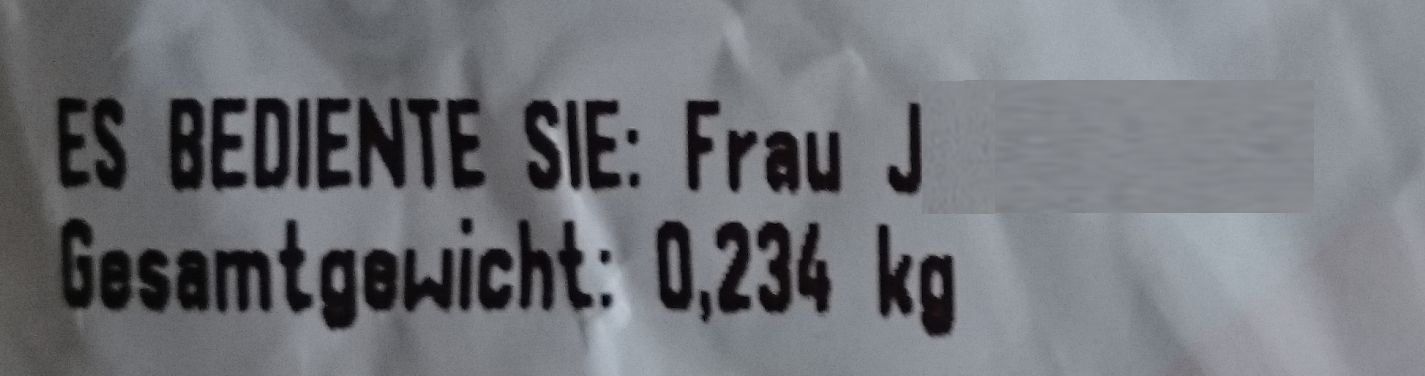 ES BEDIENTE SIE: Frau J
Gesamtgewicht: 0,234 kg